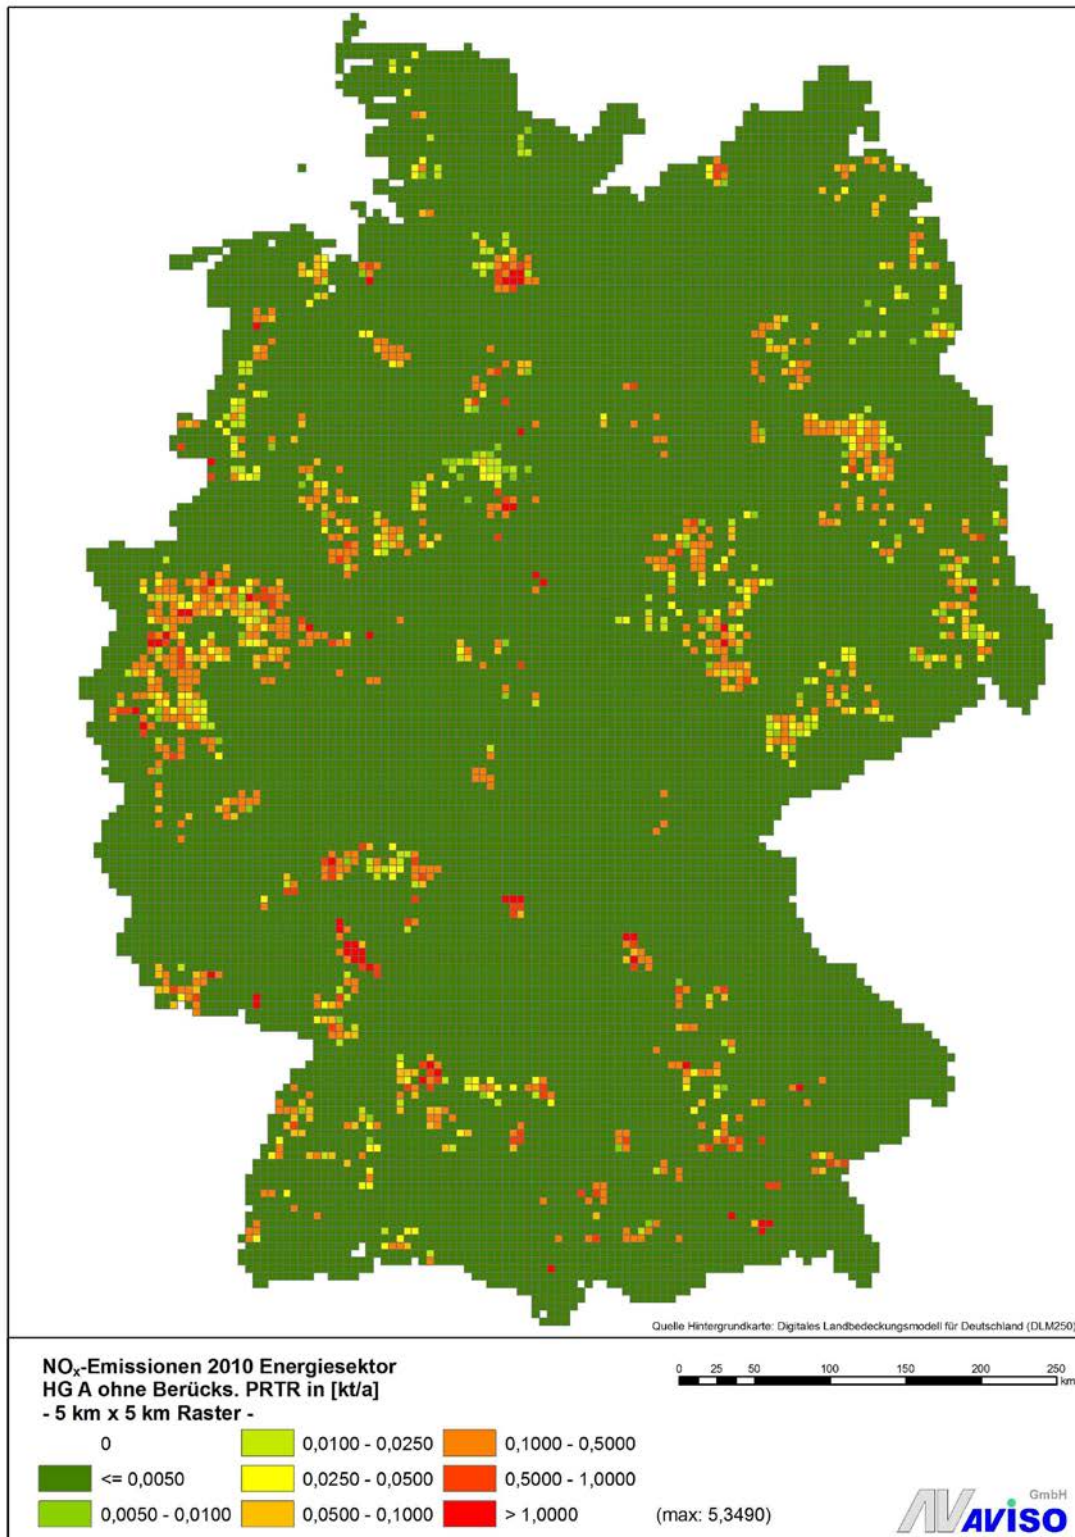 Quelle Hintergrundkarte: Digitales Landbedeckungsmodell für Deutschland (DLM250)
NOₓ-Emissionen 2010 Energiesektor
HG A ohne Berücks. PRTR in [kt/a]
- 5 km x 5 km Raster -
0 25 50 100 150 200 250
km
0 0,0100 - 0,0250 0,1000 - 0,5000
<= 0,0050 0,0250 - 0,0500 0,5000 - 1,0000
0,0050 - 0,0100 0,0500 - 0,1000 > 1,0000 (max: 5,3490)
GmbH
AVISO